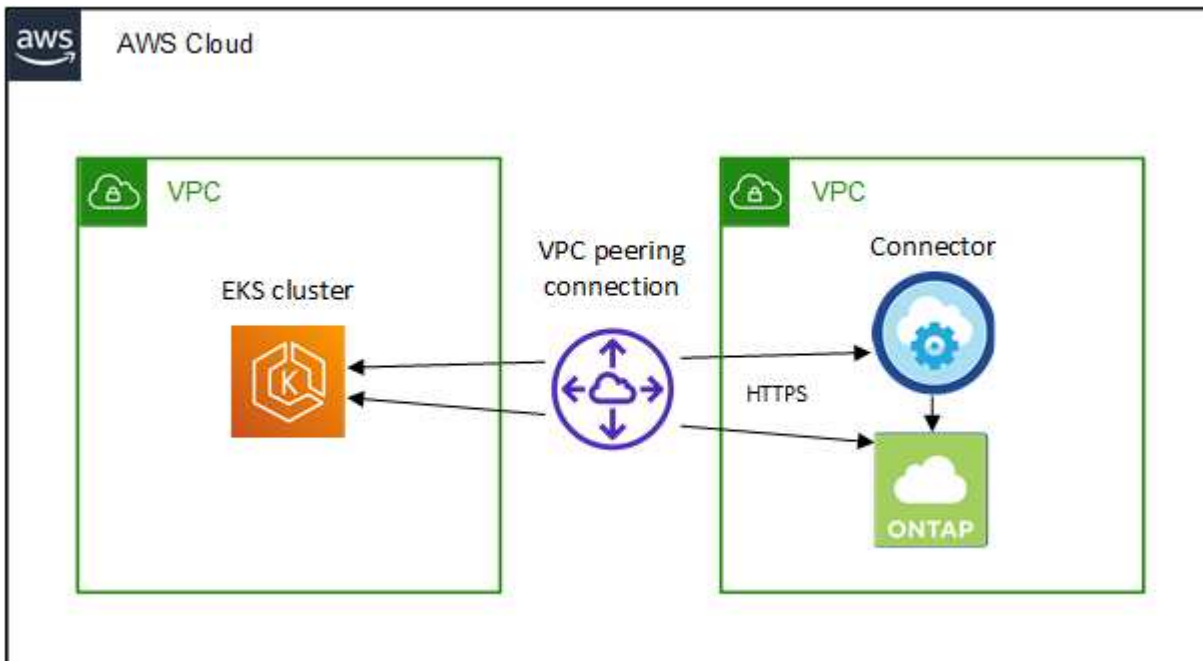 aws
AWS Cloud
VPC
VPC
Connector
VPC peering
connection
EKS cluster
K
HTTPS
ONTAP